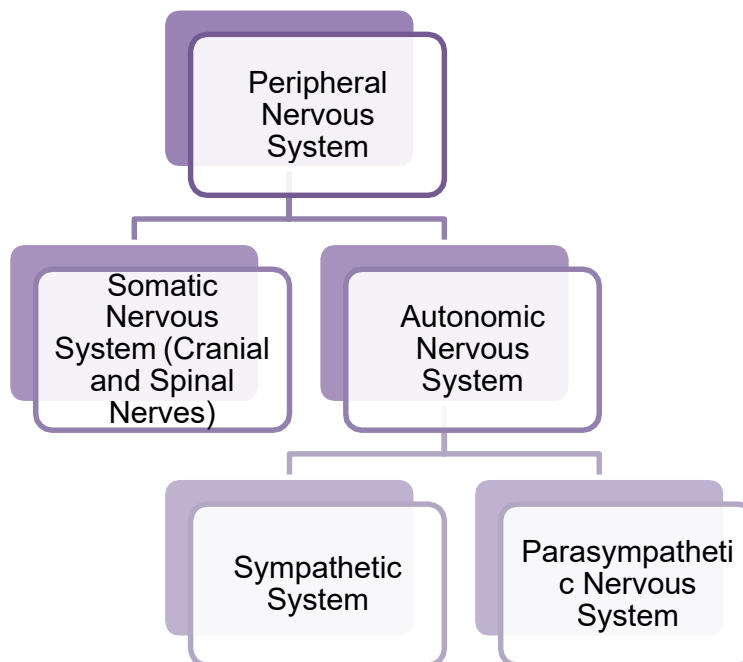 Peripheral
Nervous
System
Somatic
Nervous
System (Cranial
and Spinal
Nerves)
Autonomic
Nervous
System
Sympathetic
System
Parasympatheti
c Nervous
System